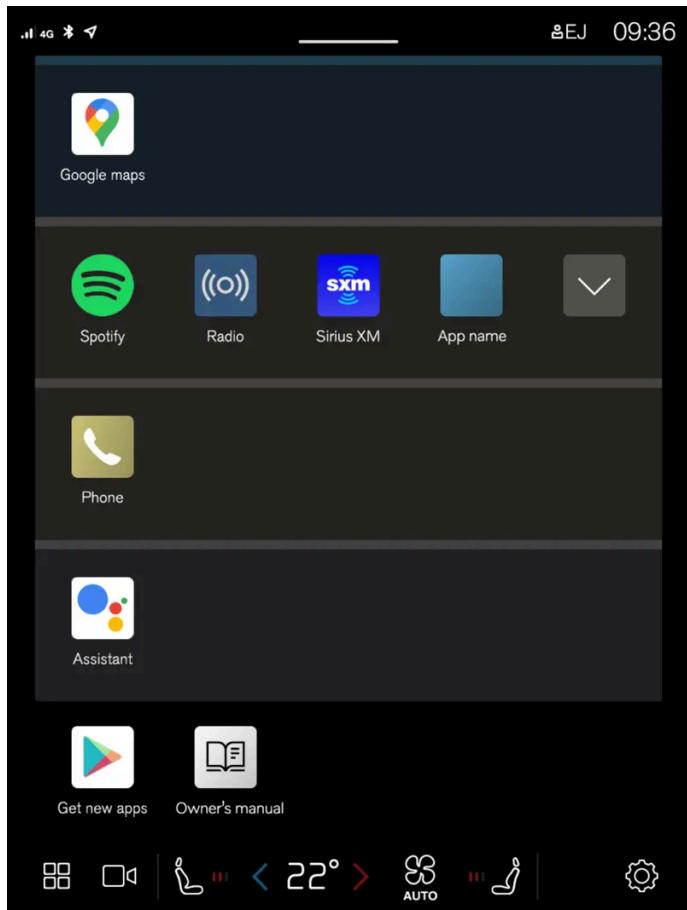 4G EJ 09:36
Google maps
sxm
Spotify Radio Sirius XM App name
Phone
Assistant
Get new apps Owner's manual
22°
AUTO